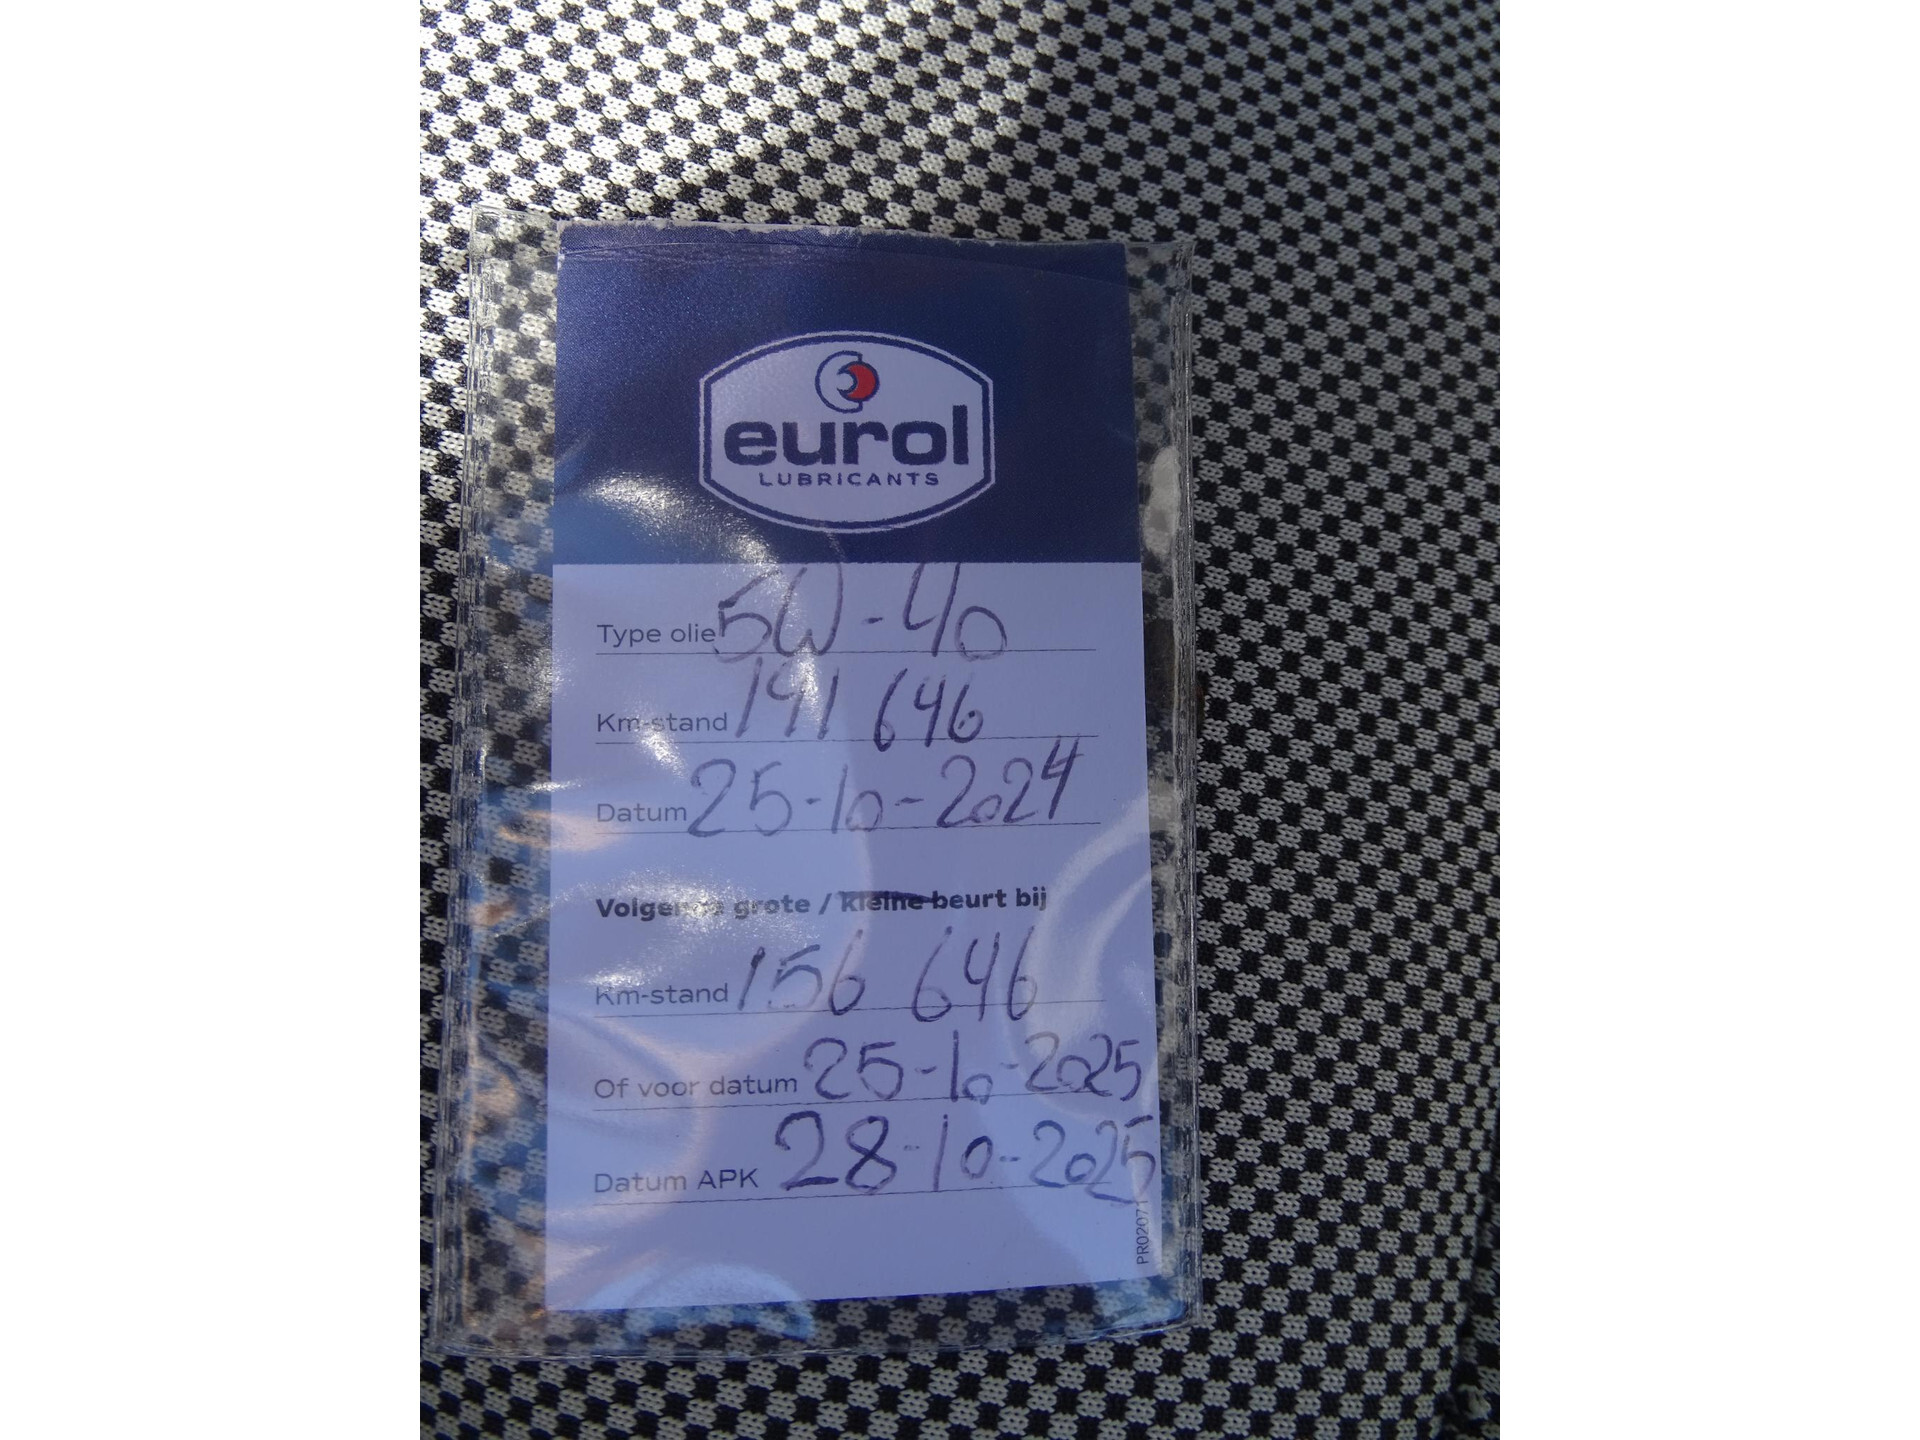 eurol
LUBRICANTS
Type olie 5W-40
Km-stand 141 646
Datum 25-10-2024
Volgende grote / kleine beurt bij
Km-stand 156 646
Of voor datum 25-10-2025
Datum APK 28-10-2025
PR02071